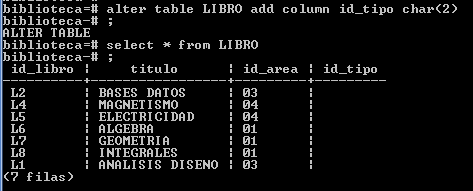 biblioteca=# alter table LIBRO add column id_tipo char(2)
biblioteca-# ;
ALTER TABLE
biblioteca=# select * from LIBRO
biblioteca-# ;
id_libro | titulo | id_area | id_tipo
----------+-----------------+---------+---------
L2 | BASES DATOS | 03 |
L4 | MAGNETISMO | 04 |
L5 | ELECTRICIDAD | 04 |
L6 | ALGEBRA | 01 |
L7 | GEOMETRIA | 01 |
L8 | INTEGRALES | 01 |
L1 | ANALISIS DISENO | 03 |
(7 filas)